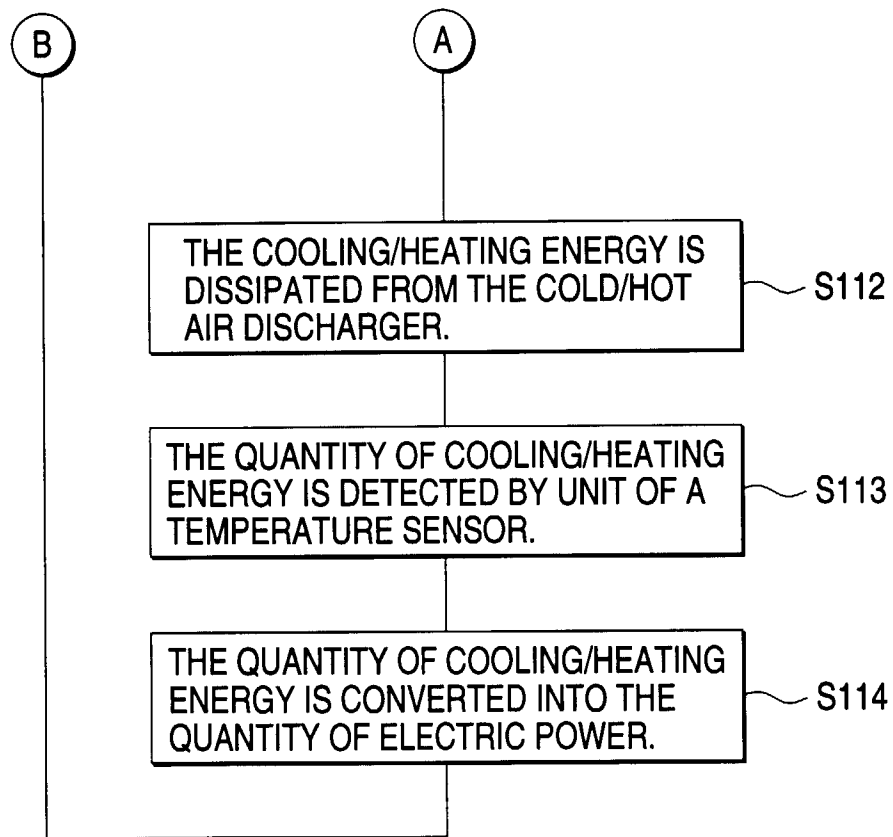 B
A
THE COOLING/HEATING ENERGY IS
DISSIPATED FROM THE COLD/HOT
AIR DISCHARGER.
S112
THE QUANTITY OF COOLING/HEATING
ENERGY IS DETECTED BY UNIT OF A
TEMPERATURE SENSOR.
S113
THE QUANTITY OF COOLING/HEATING
ENERGY IS CONVERTED INTO THE
QUANTITY OF ELECTRIC POWER.
S114